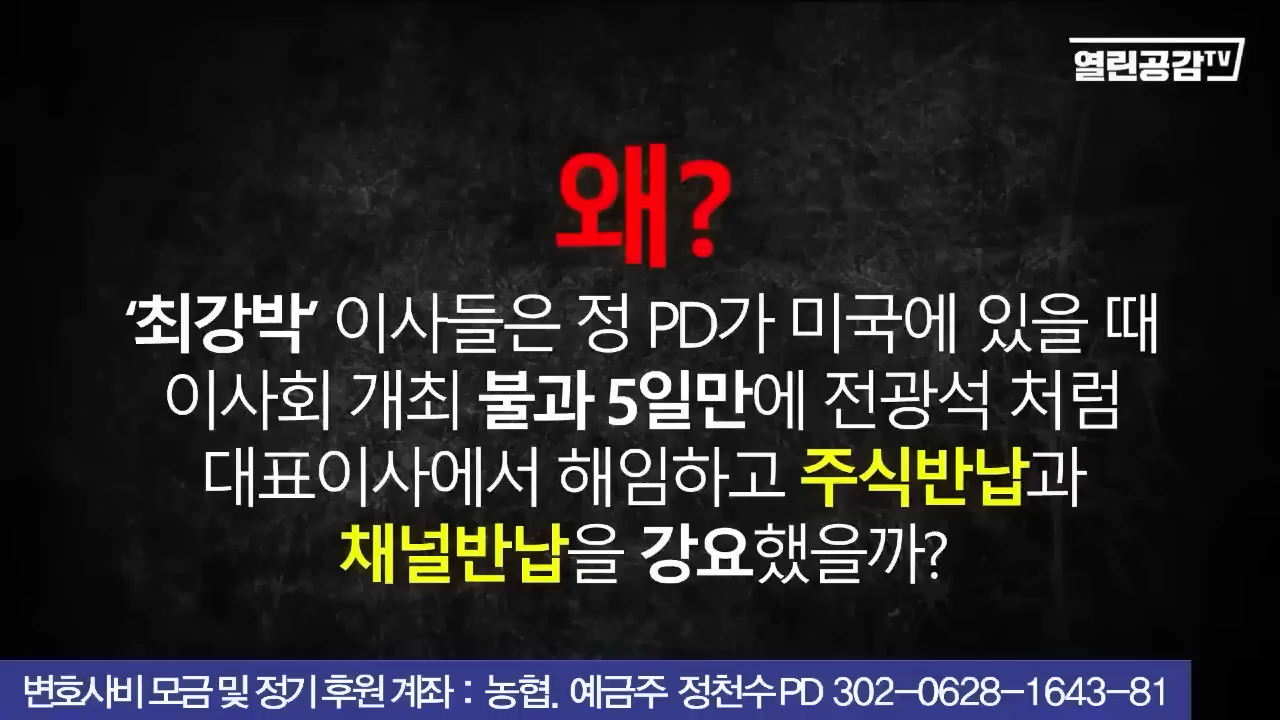 열린공감TV
왜?
‘최강박’ 이사들은 정 PD가 미국에 있을 때
이사회 개최 불과 5일만에 전광석 처럼
대표이사에서 해임하고 주식반납과
채널반납을 강요했을까?
변호사비 모금 및 정기 후원 계좌 : 농협. 예금주 정천수PD 302-0628-1643-81